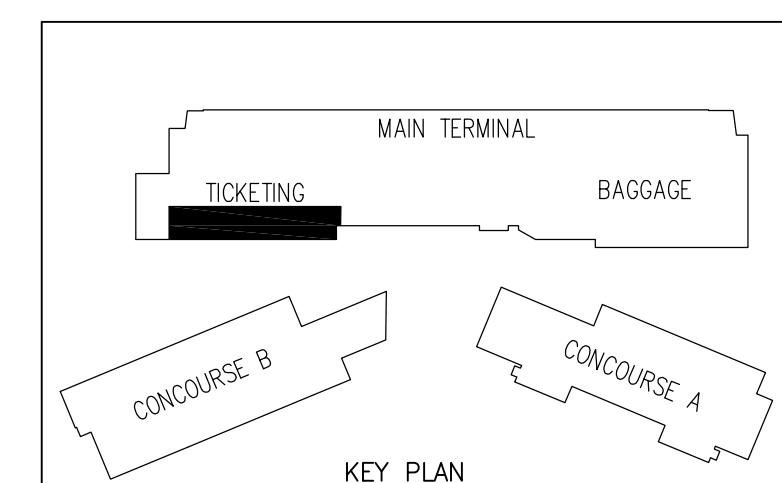 MAIN TERMINAL
TICKETING
BAGGAGE
CONCOURSE B
CONCOURSE A
KEY PLAN